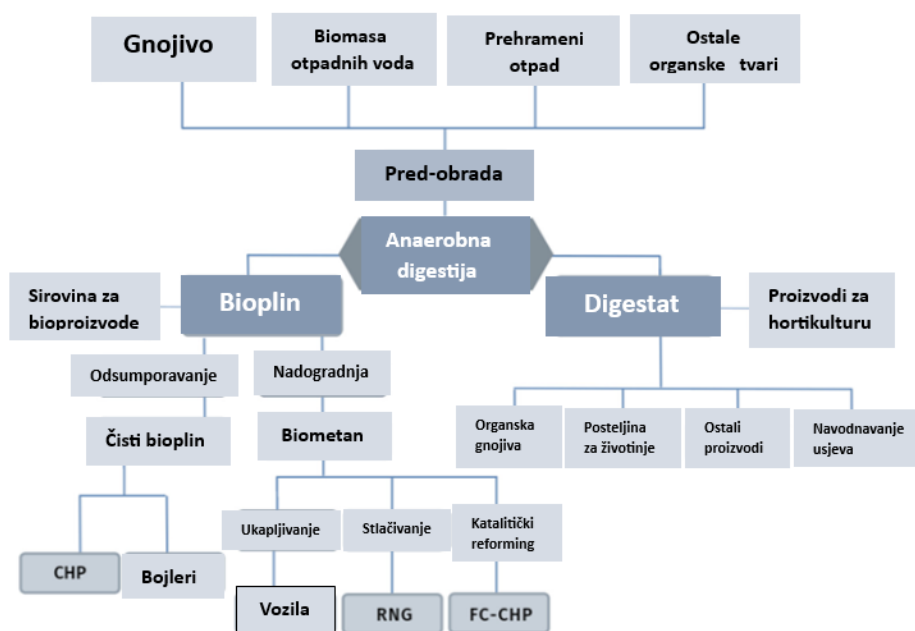 Gnojivo
Biomasa
otpadnih voda
Prehrameni
otpad
Ostale
organske tvari
Pred-obrada
Anaerobna
digestija
Sirovina za
bioproizvode
Bioplin
Digestat
Proizvodi za
hortikulturu
Odsumporavanje
Nadogradnja
Čisti bioplin
Biometan
Organska
gnojiva
Posteljina
za životinje
Ostali
proizvodi
Navodnavanje
usjeva
Ukapljivanje
Stlačivanje
Katalitički
reforming
CHP
Bojleri
Vozila
RNG
FC-CHP